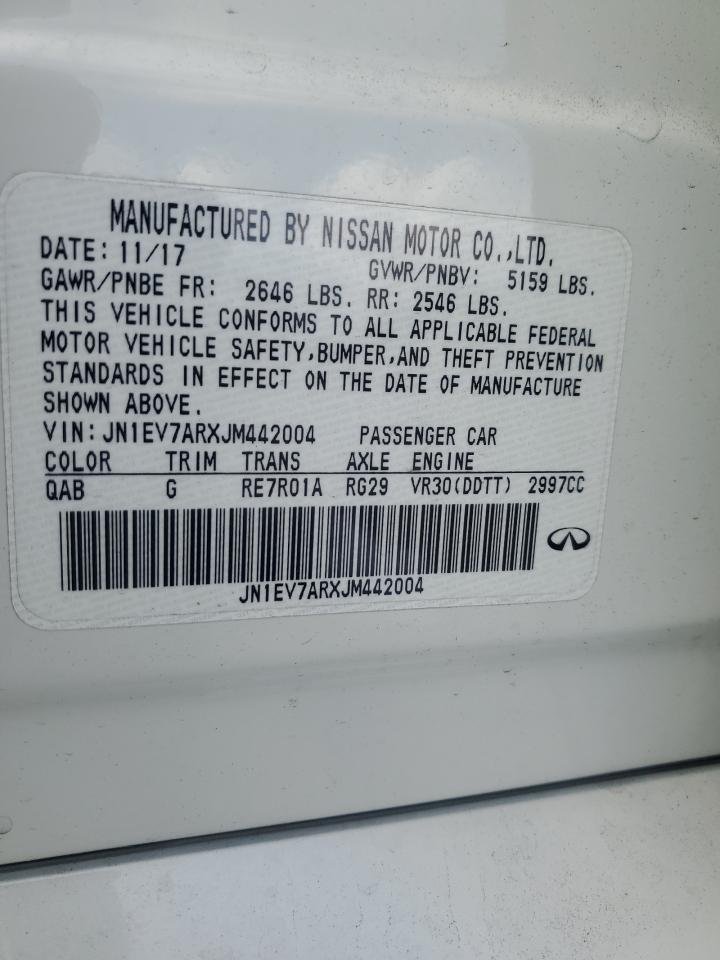 MANUFACTURED BY NISSAN MOTOR CO.,LTD.
DATE: 11/17 GVWR/PNBV: 5159 LBS.
GAWR/PNBE FR: 2646 LBS. RR: 2546 LBS.
THIS VEHICLE CONFORMS TO ALL APPLICABLE FEDERAL
MOTOR VEHICLE SAFETY,BUMPER,AND THEFT PREVENTION
STANDARDS IN EFFECT ON THE DATE OF MANUFACTURE
SHOWN ABOVE.
VIN:JN1EV7ARXJM442004 PASSENGER CAR
COLOR TRIM TRANS AXLE ENGINE
QAB G RE7R01A RG29 VR30(DDTT) 2997CC
JN1EV7ARXJM442004